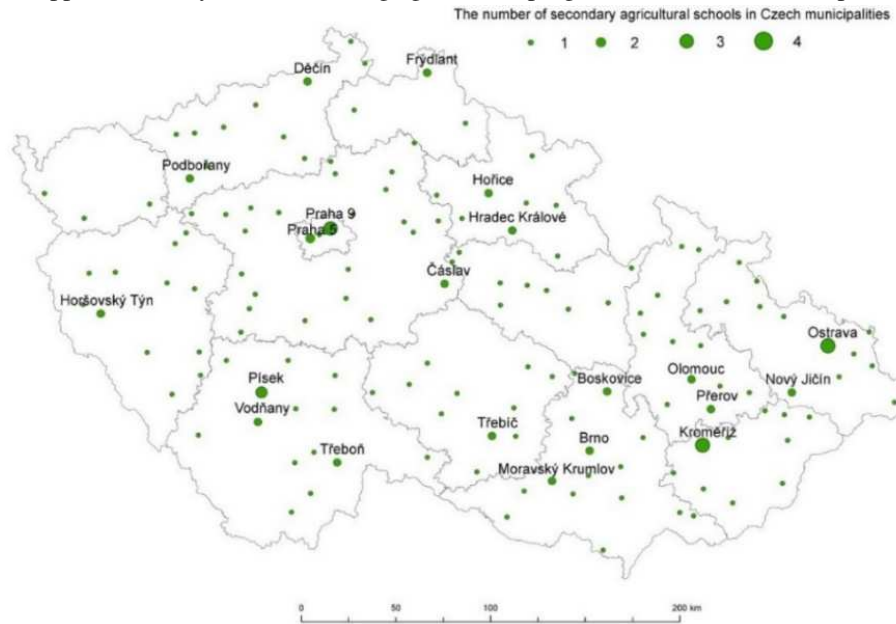 The number of secondary agricultural schools in Czech municipalities
1 2 3 4
Děčín
Frýdlant
Podbořany
Hořice
Hradec Králové
Praha 9
Praha 5
Čáslav
Horšovský Týn
Ostrava
Písek
Boskovice
Olomouc
Nový Jičín
Přerov
Vodňany
Třebíč
Kroměříž
Třeboň
Brno
Moravský Krumlov
0 50 100 200 km